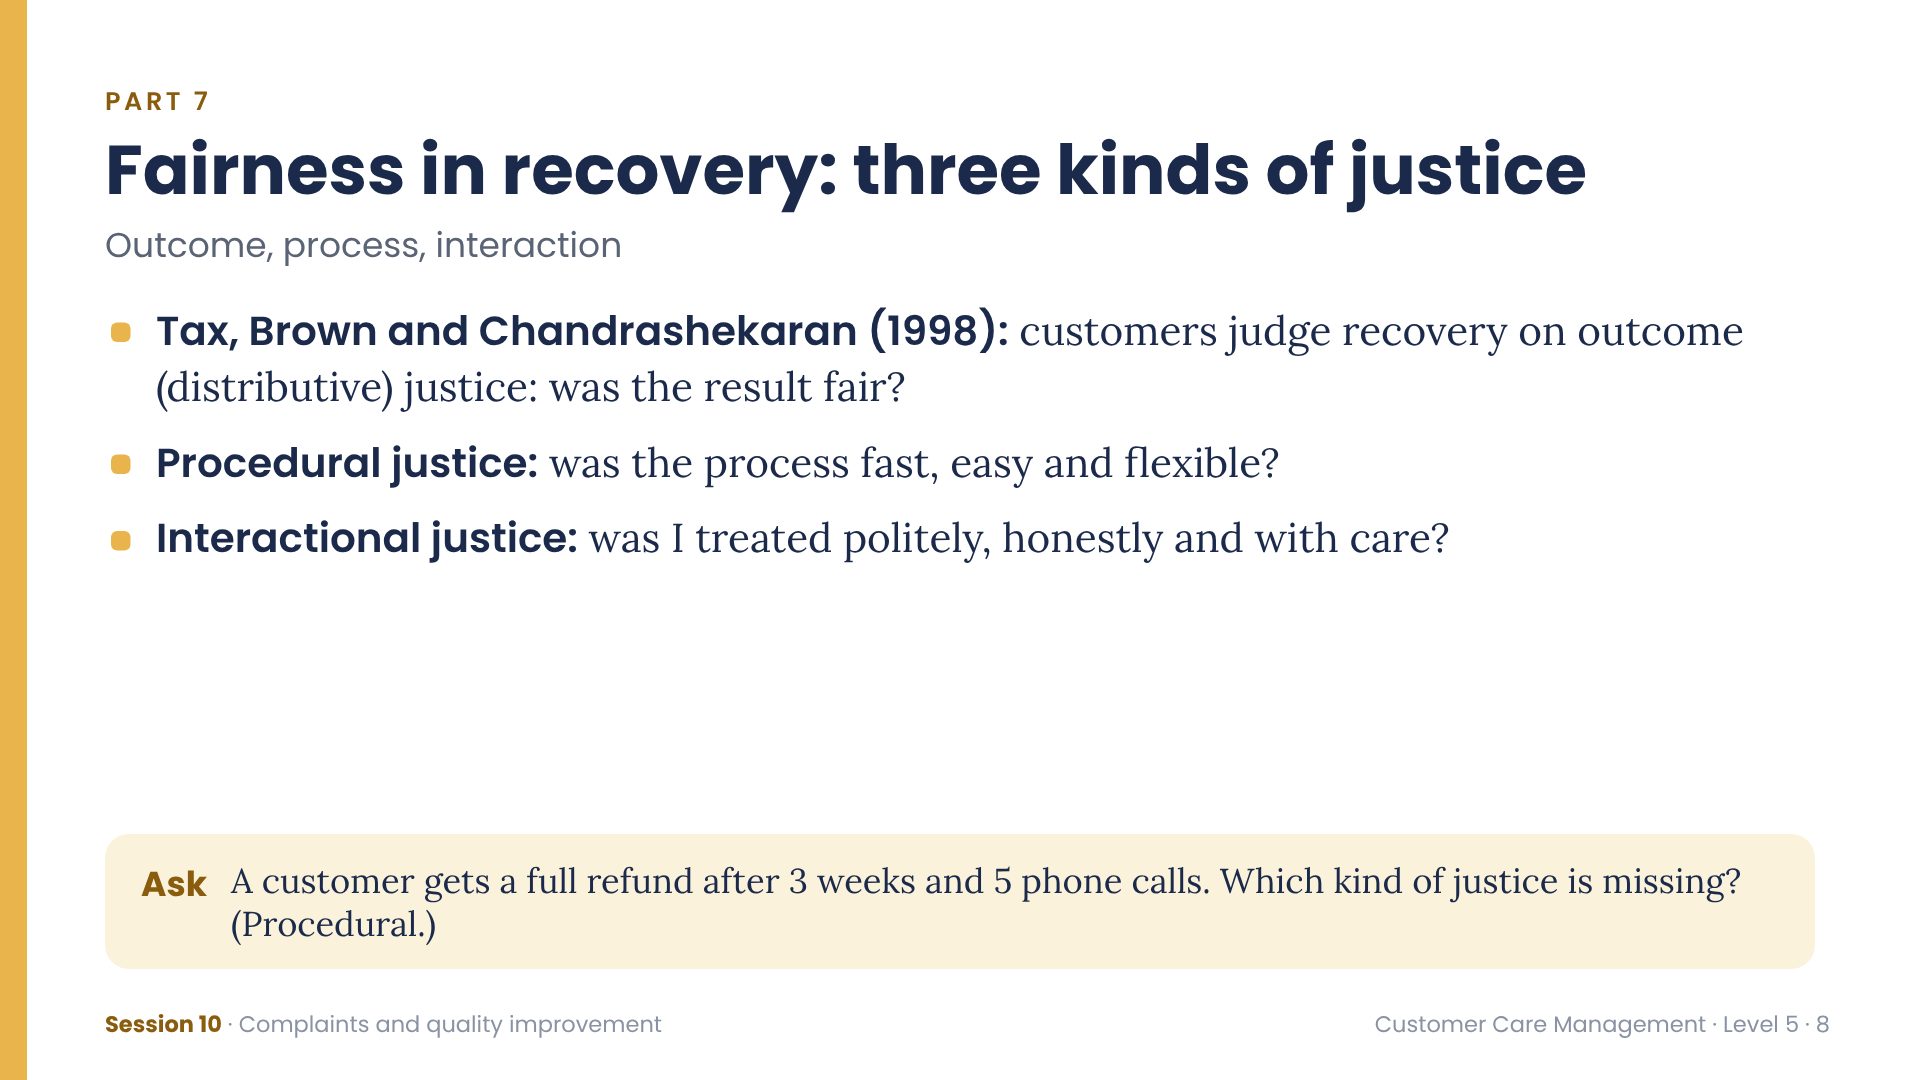 PART 7
Fairness in recovery: three kinds of justice
Outcome, process, interaction
Tax, Brown and Chandrashekaran (1998): customers judge recovery on outcome
(distributive) justice: was the result fair?
Procedural justice: was the process fast, easy and flexible?
Interactional justice: was I treated politely, honestly and with care?
Ask A customer gets a full refund after 3 weeks and 5 phone calls. Which kind of justice is missing?
(Procedural.)
Session 10 · Complaints and quality improvement
Customer Care Management · Level 5 · 8